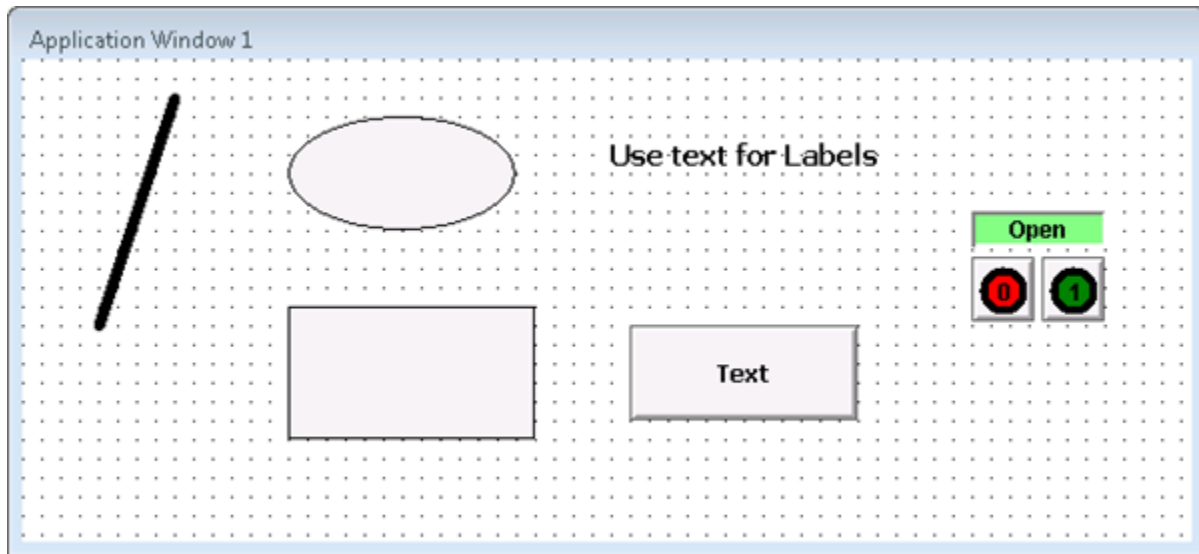 Application Window 1
Use text for Labels
Open
0 1
Text